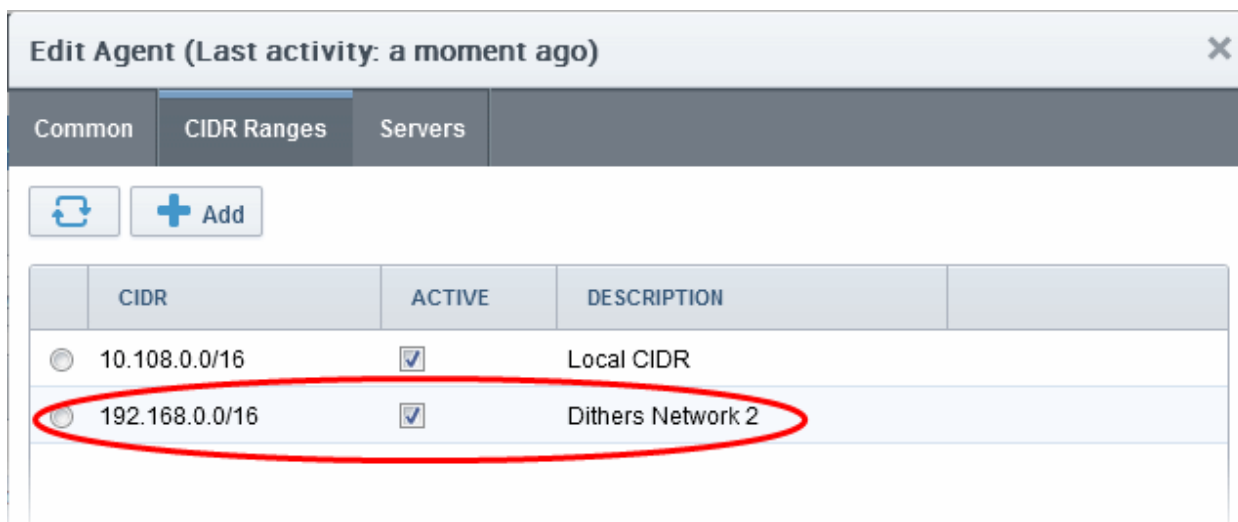 Edit Agent (Last activity: a moment ago)
Common CIDR Ranges Servers
Add
CIDR ACTIVE DESCRIPTION
10.108.0.0/16 Local CIDR
192.168.0.0/16 Dithers Network 2